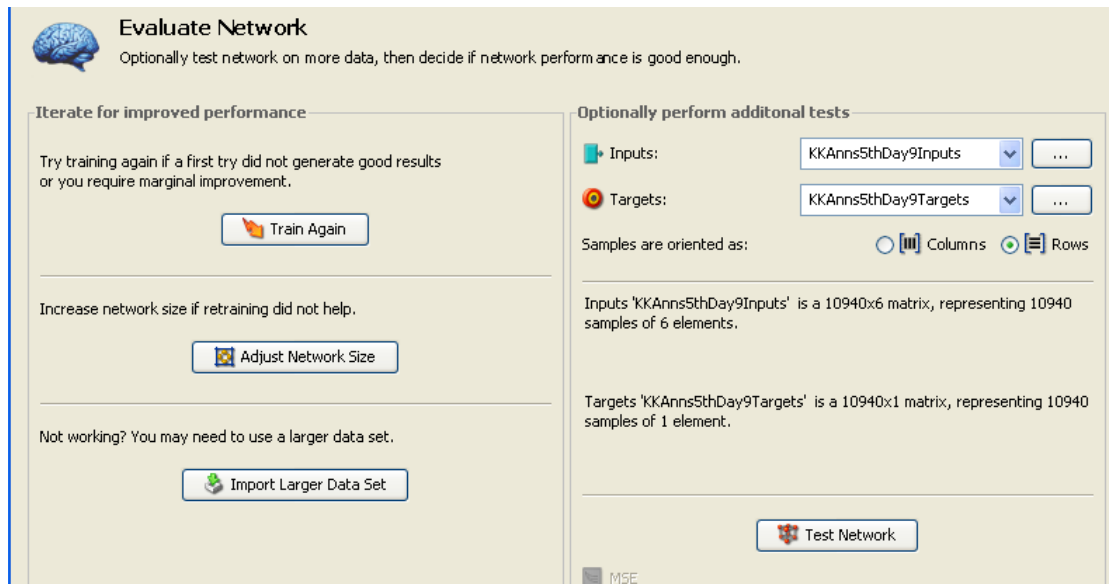 Evaluate Network
Optionally test network on more data, then decide if network performance is good enough.
Iterate for improved performance
Try training again if a first try did not generate good results
or you require marginal improvement.
Train Again
Increase network size if retraining did not help.
Adjust Network Size
Not working? You may need to use a larger data set.
Import Larger Data Set
Optionally perform additonal tests
Inputs:
KKAnns5thDay9Inputs
...
Targets:
KKAnns5thDay9Targets
...
Samples are oriented as:
Columns
Rows
Inputs 'KKAnns5thDay9Inputs' is a 10940x6 matrix, representing 10940
samples of 6 elements.
Targets 'KKAnns5thDay9Targets' is a 10940x1 matrix, representing 10940
samples of 1 element.
Test Network
MSE